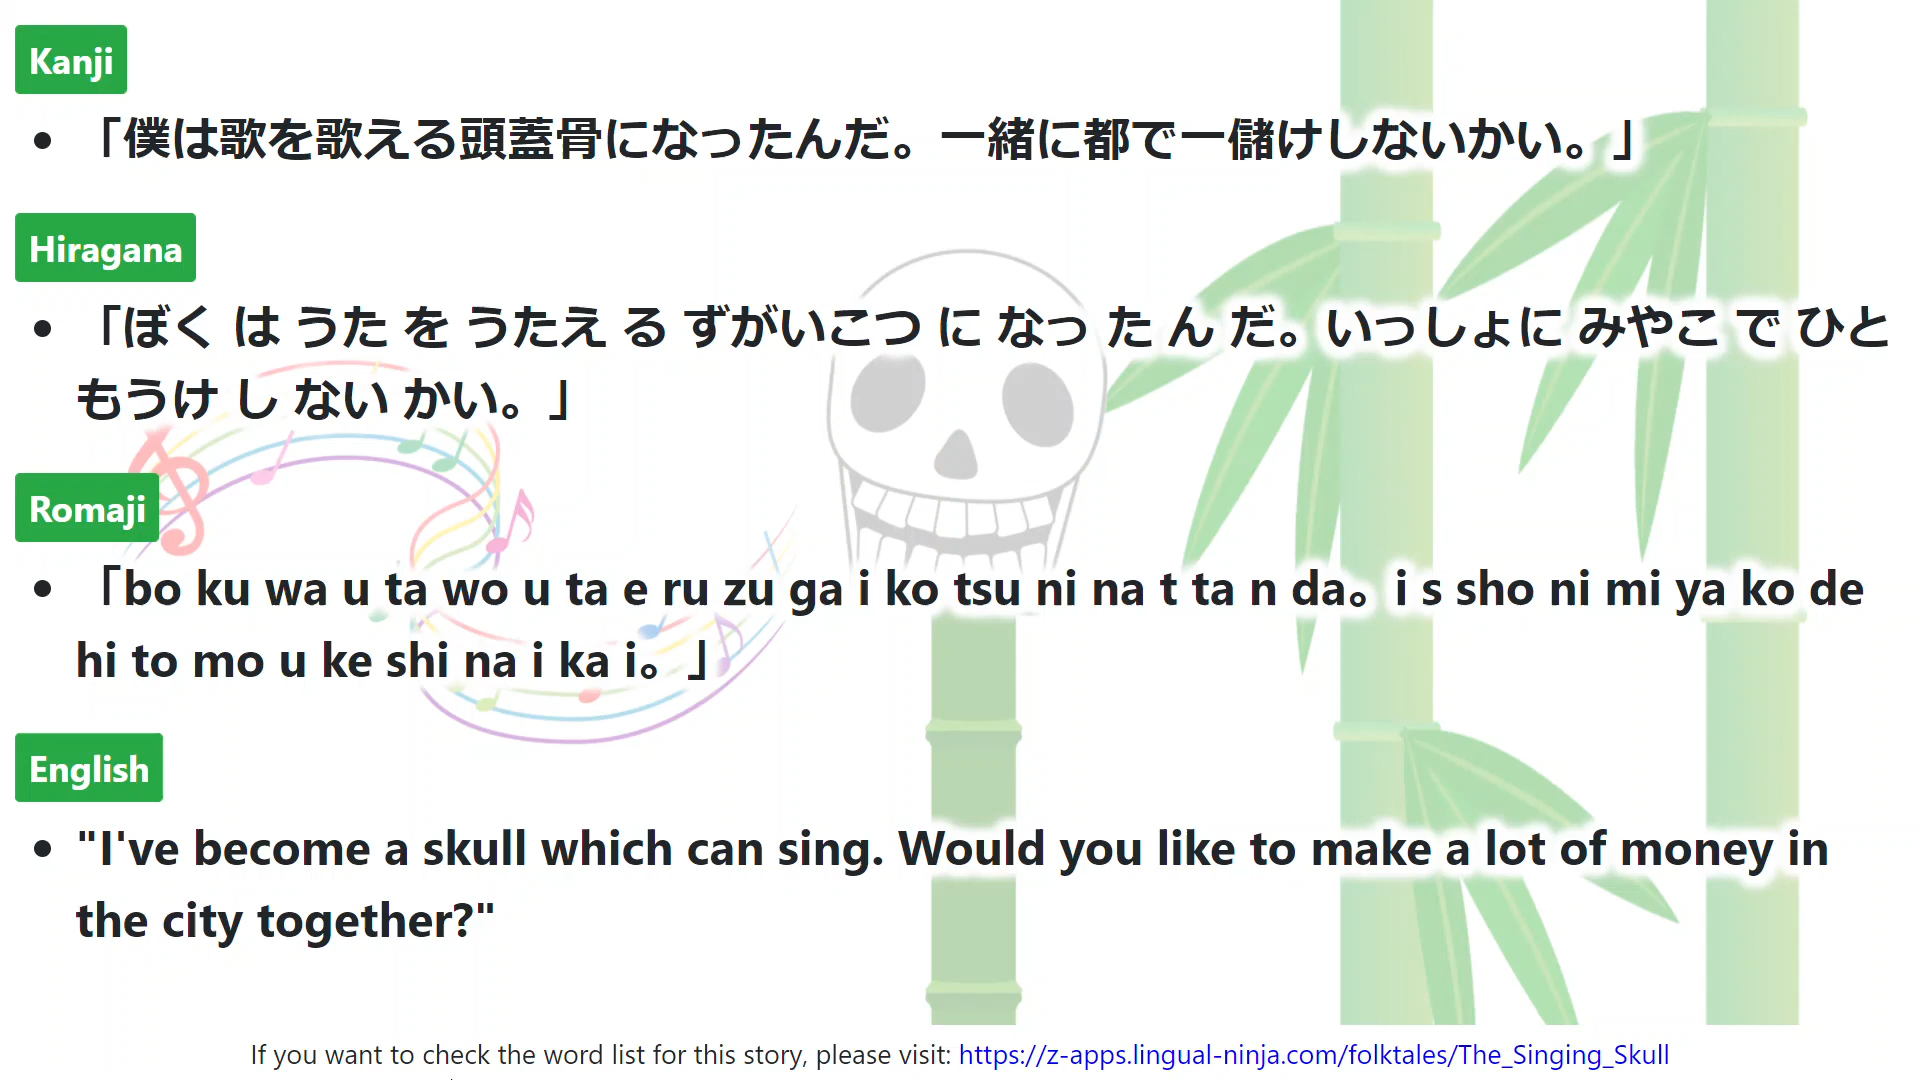 Kanji
• 「僕は歌を歌える頭蓋骨になったんだ。一緒に都で一儲けしないかい。」
Hiragana
• 「ぼく は うた を うたえ る ずがいこつ に なっ た ん だ。いっしょに みやこ で ひと
もうけ し ない かい。」
Romaji
• 「bo ku wa u ta wo u ta e ru zu ga i ko tsu ni na t ta n da。i s sho ni mi ya ko de
hi to mo u ke shi na i ka i。」
English
• "I've become a skull which can sing. Would you like to make a lot of money in
the city together?"
If you want to check the word list for this story, please visit: https://z-apps.lingual-ninja.com/folktales/The_Singing_Skull